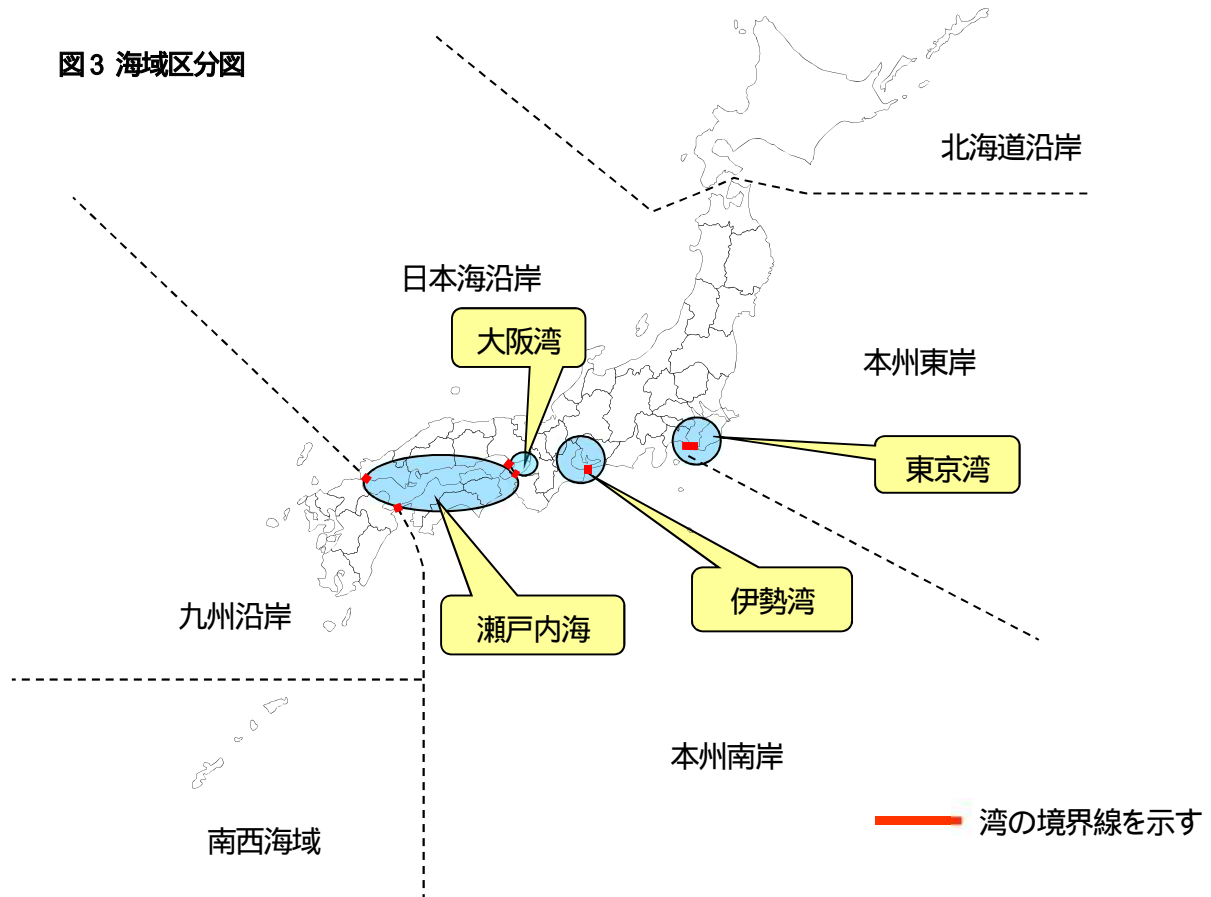 図3 海域区分図
北海道沿岸
日本海沿岸
大阪湾
本州東岸
東京湾
伊勢湾
九州沿岸
瀬戸内海
本州南岸
湾の境界線を示す
南西海域